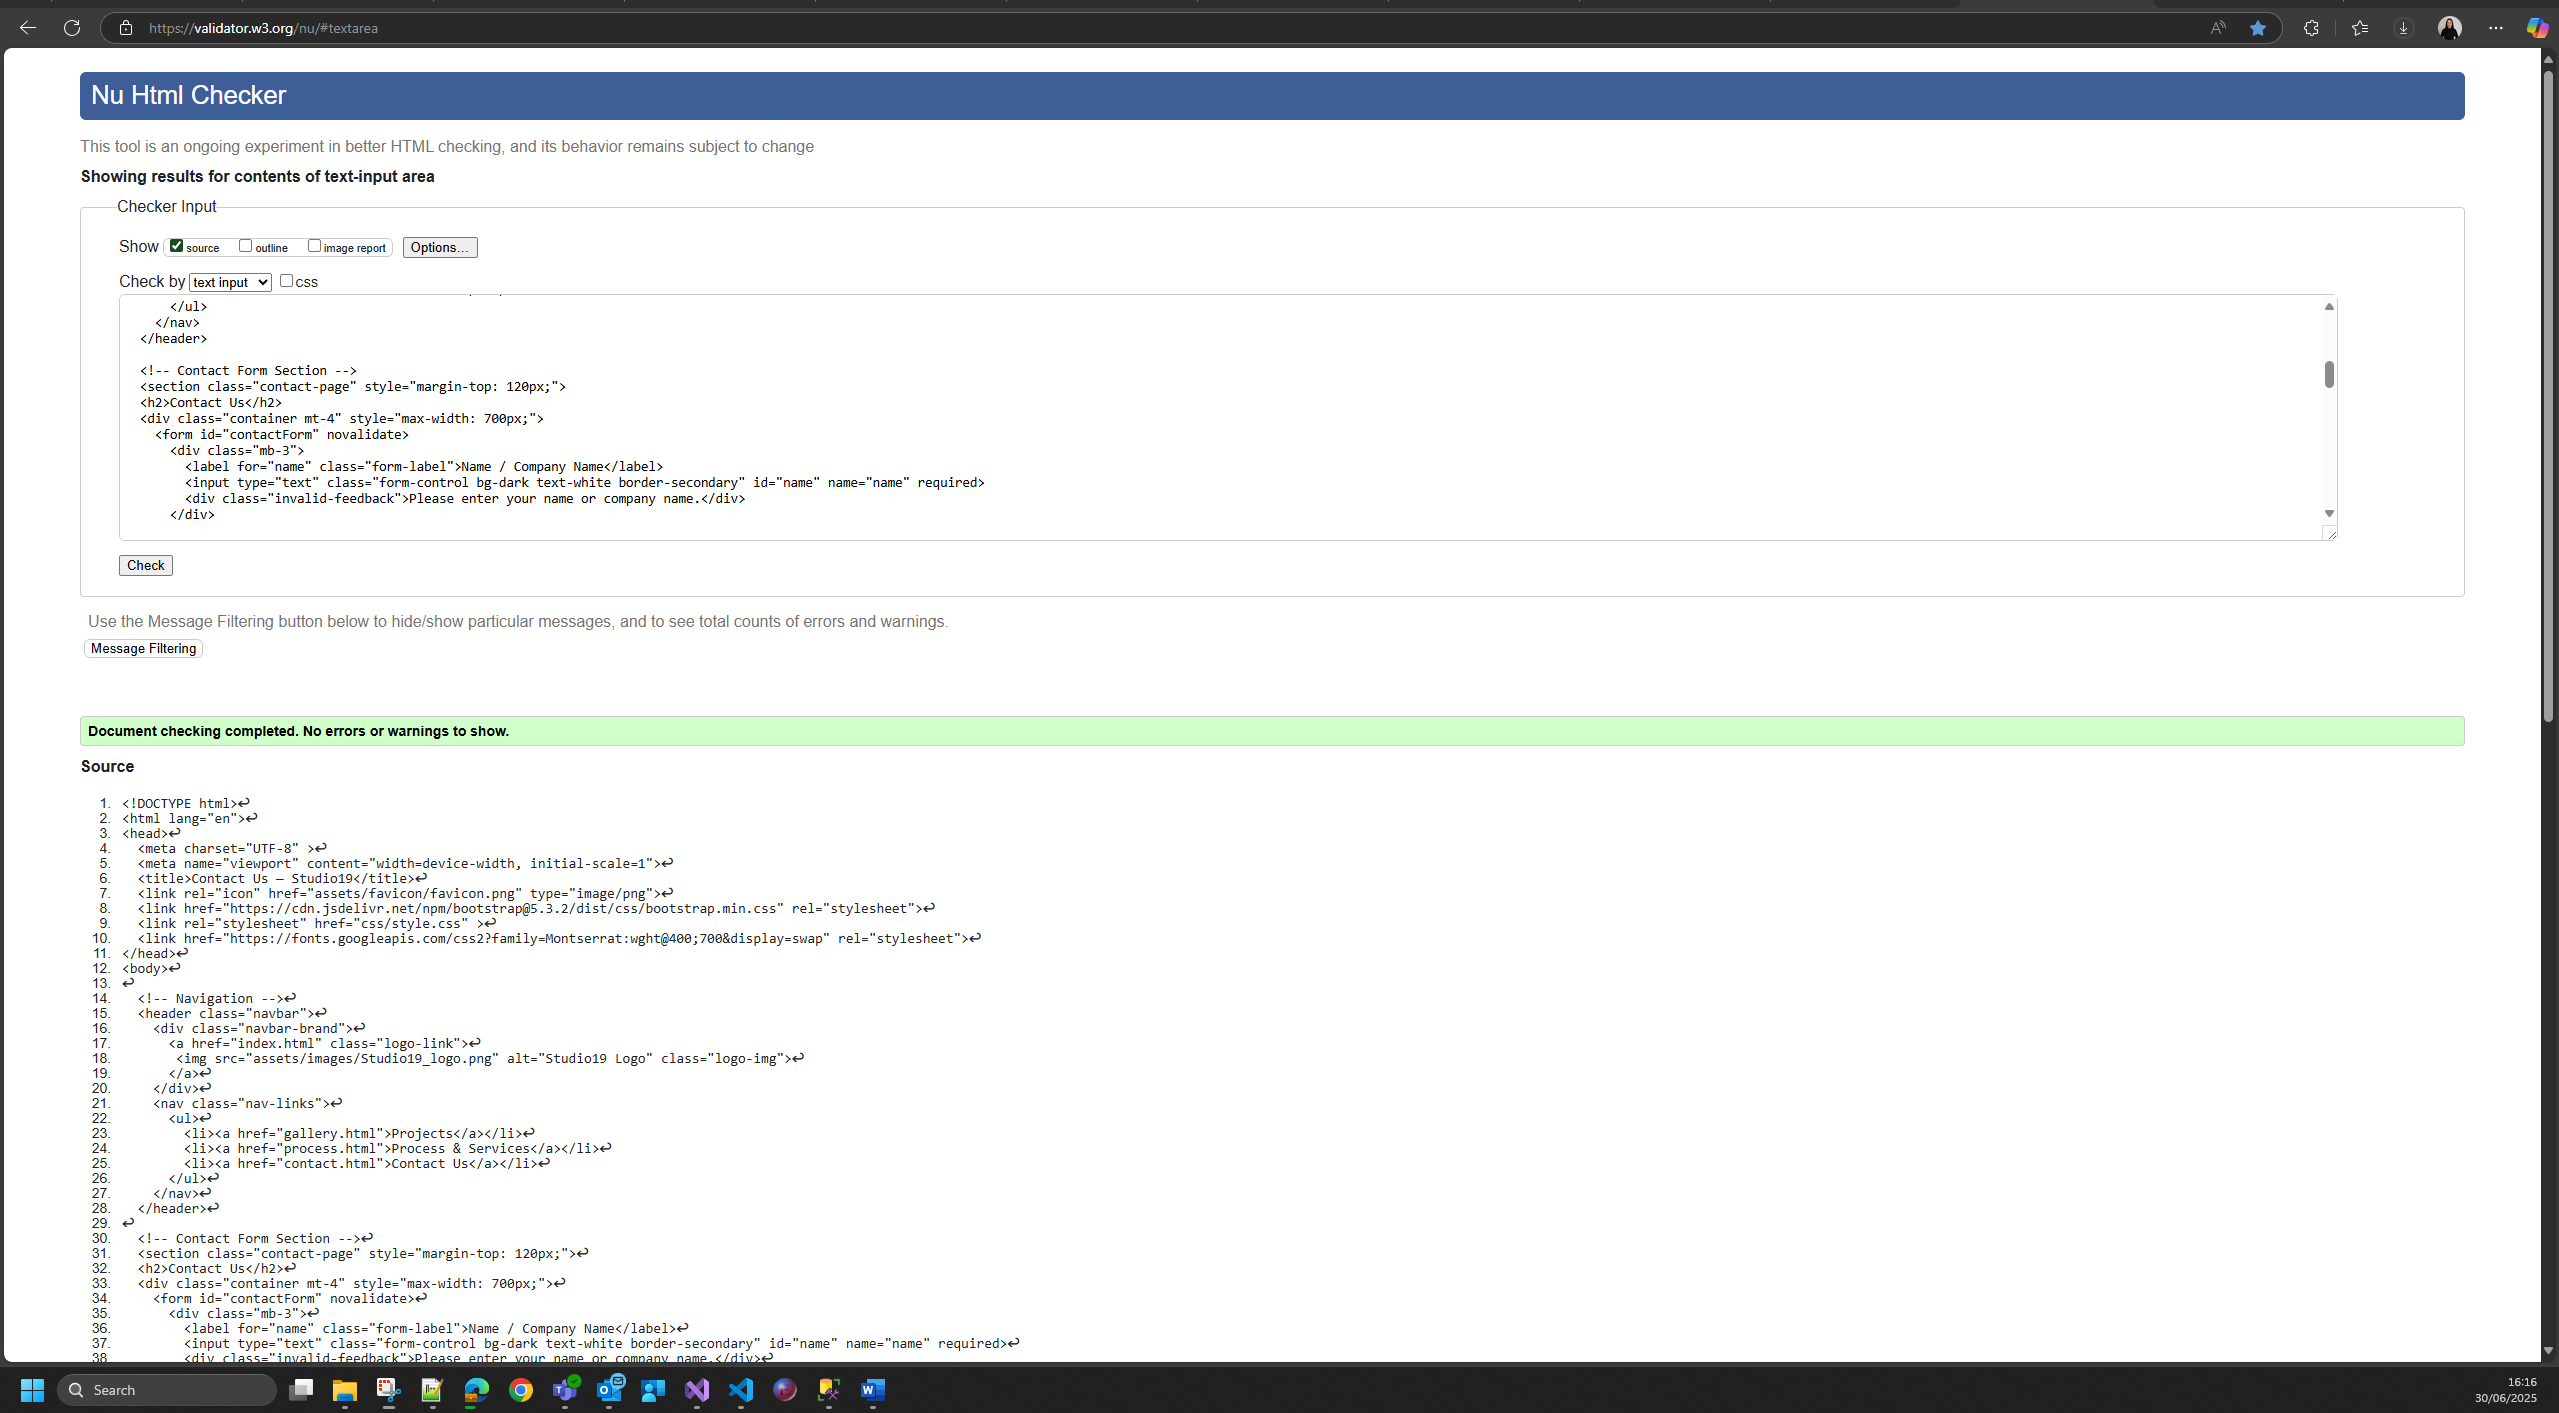 https://validator.w3.org/nu/#textarea
Nu Html Checker
This tool is an ongoing experiment in better HTML checking, and its behavior remains subject to change
Showing results for contents of text-input area
Checker Input
Show source outline image report Options...
Check by text input css
      </ul>
    </nav>
  </header>
  <!-- Contact Form Section -->
  <section class="contact-page" style="margin-top: 120px;">
  <h2>Contact Us</h2>
  <div class="container mt-4" style="max-width: 700px;">
    <form id="contactForm" novalidate>
      <div class="mb-3">
        <label for="name" class="form-label">Name / Company Name</label>
        <input type="text" class="form-control bg-dark text-white border-secondary" id="name" name="name" required>
        <div class="invalid-feedback">Please enter your name or company name.</div>
      </div>
Check
Use the Message Filtering button below to hide/show particular messages, and to see total counts of errors and warnings.
Message Filtering
Document checking completed. No errors or warnings to show.
Source
1. <!DOCTYPE html>↩
2. <html lang="en">↩
3. <head>↩
4.   <meta charset="UTF-8" >↩
5.   <meta name="viewport" content="width=device-width, initial-scale=1">↩
6.   <title>Contact Us – Studio19</title>↩
7.   <link rel="icon" href="assets/favicon/favicon.png" type="image/png">↩
8.   <link href="https://cdn.jsdelivr.net/npm/bootstrap@5.3.2/dist/css/bootstrap.min.css" rel="stylesheet">↩
9.   <link rel="stylesheet" href="css/style.css" >↩
10.   <link href="https://fonts.googleapis.com/css2?family=Montserrat:wght@400;700&display=swap" rel="stylesheet">↩
11. </head>↩
12. <body>↩
13. ↩
14.   <!-- Navigation -->↩
15.   <header class="navbar">↩
16.     <div class="navbar-brand">↩
17.       <a href="index.html" class="logo-link">↩
18.        <img src="assets/images/Studio19_logo.png" alt="Studio19 Logo" class="logo-img">↩
19.       </a>↩
20.     </div>↩
21.     <nav class="nav-links">↩
22.       <ul>↩
23.         <li><a href="gallery.html">Projects</a></li>↩
24.         <li><a href="process.html">Process & Services</a></li>↩
25.         <li><a href="contact.html">Contact Us</a></li>↩
26.       </ul>↩
27.     </nav>↩
28.   </header>↩
29. ↩
30.   <!-- Contact Form Section -->↩
31.   <section class="contact-page" style="margin-top: 120px;">↩
32.   <h2>Contact Us</h2>↩
33.   <div class="container mt-4" style="max-width: 700px;">↩
34.     <form id="contactForm" novalidate>↩
35.       <div class="mb-3">↩
36.         <label for="name" class="form-label">Name / Company Name</label>↩
37.         <input type="text" class="form-control bg-dark text-white border-secondary" id="name" name="name" required>↩
38.         <div class="invalid-feedback">Please enter your name or company name.</div>↩
Search
16:16
30/06/2025